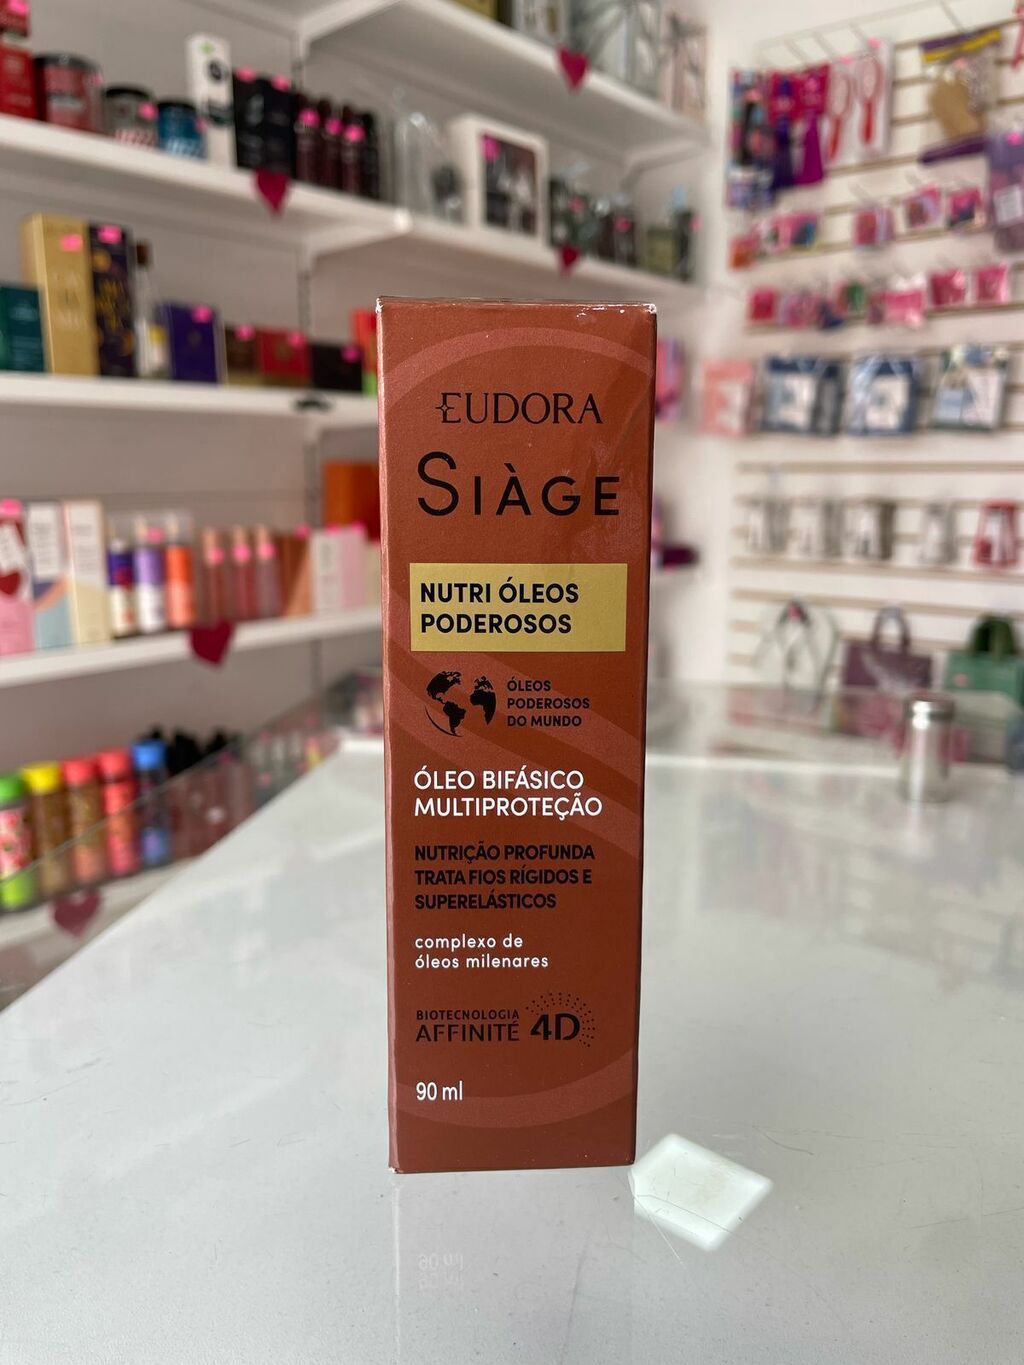 EUDORA
SIÀGE
NUTRI ÓLEOS
PODEROSOS
ÓLEOS
PODEROSOS
DO MUNDO
ÓLEO BIFÁSICO
MULTIPROTEÇÃO
NUTRIÇÃO PROFUNDA
TRATA FIOS RÍGIDOS E
SUPERELÁSTICOS
complexo de
óleos milenares
BIOTECNOLOGIA
AFFINITÉ 4D
90 ml